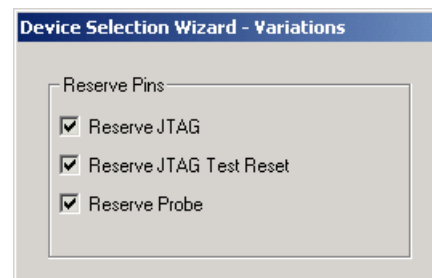 Device Selection Wizard - Variations
Reserve Pins
Reserve JTAG
Reserve JTAG Test Reset
Reserve Probe